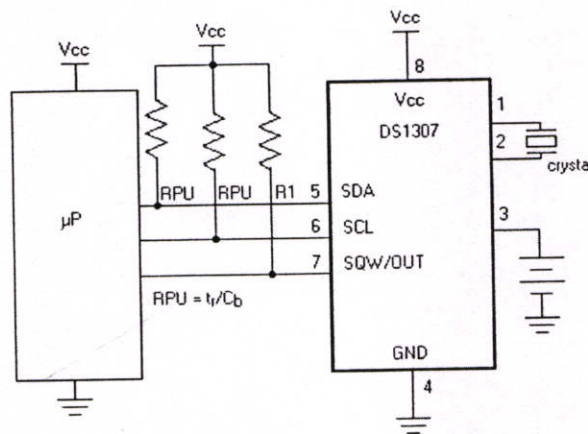 Vcc
Vcc
Vcc
8
Vcc
DS1307
1
2
crysta
RPU
RPU
R1
5
SDA
µP
6
SCL
3
7
SQW/OUT
RPU = tr/Cb
GND
4